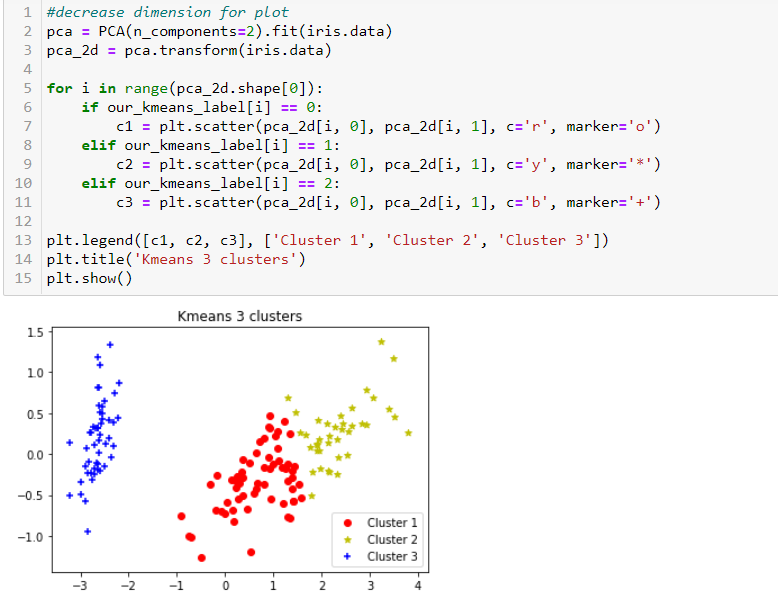 1 #decrease dimension for plot
2 pca = PCA(n_components=2).fit(iris.data)
3 pca_2d = pca.transform(iris.data)
4
5 for i in range(pca_2d.shape[0]):
6     if our_kmeans_label[i] == 0:
7         c1 = plt.scatter(pca_2d[i, 0], pca_2d[i, 1], c='r', marker='o')
8     elif our_kmeans_label[i] == 1:
9         c2 = plt.scatter(pca_2d[i, 0], pca_2d[i, 1], c='y', marker='*')
10     elif our_kmeans_label[i] == 2:
11         c3 = plt.scatter(pca_2d[i, 0], pca_2d[i, 1], c='b', marker='+')
12
13 plt.legend([c1, c2, c3], ['Cluster 1', 'Cluster 2', 'Cluster 3'])
14 plt.title('Kmeans 3 clusters')
15 plt.show()
Kmeans 3 clusters
1.5
1.0
0.5
0.0
−0.5
−1.0
Cluster 1
Cluster 2
Cluster 3
−3 −2 −1 0 1 2 3 4